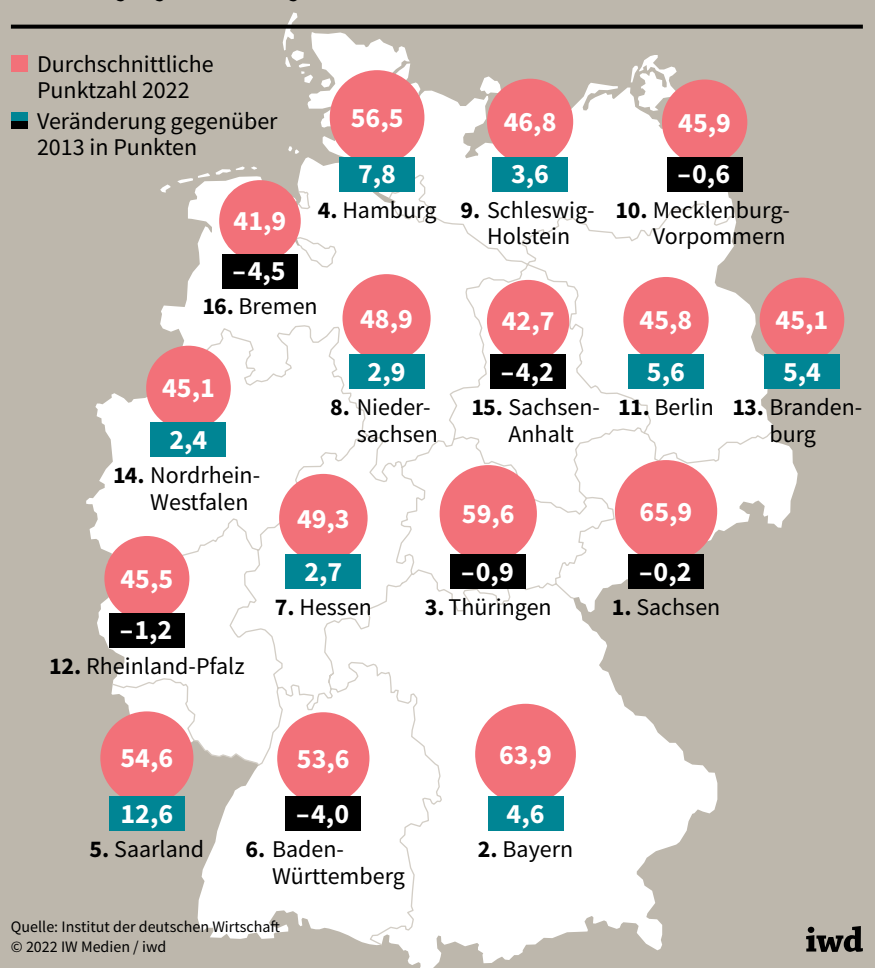 Durchschnittliche
Punktzahl 2022
Veränderung gegenüber
2013 in Punkten
56,5
7,8
4. Hamburg
46,8
3,6
9. Schleswig-
Holstein
45,9
–0,6
10. Mecklenburg-
Vorpommern
41,9
–4,5
16. Bremen
48,9
2,9
8. Nieder-
sachsen
42,7
–4,2
15. Sachsen-
Anhalt
45,8
5,6
11. Berlin
45,1
5,4
13. Branden-
burg
45,1
2,4
14. Nordrhein-
Westfalen
49,3
2,7
7. Hessen
59,6
–0,9
3. Thüringen
65,9
–0,2
1. Sachsen
45,5
–1,2
12. Rheinland-Pfalz
54,6
12,6
5. Saarland
53,6
–4,0
6. Baden-
Württemberg
63,9
4,6
2. Bayern
Quelle: Institut der deutschen Wirtschaft
© 2022 IW Medien / iwd
iwd